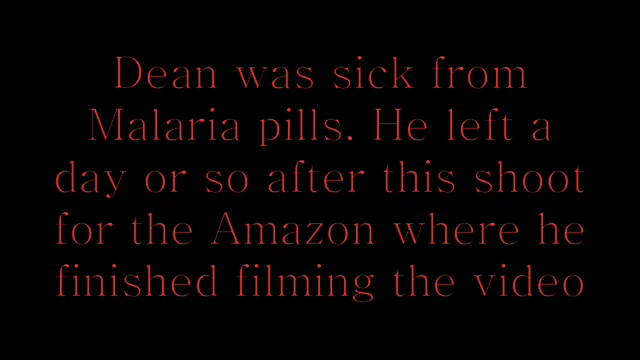 Dean was sick from
Malaria pills. He left a
day or so after this shoot
for the Amazon where he
finished filming the video